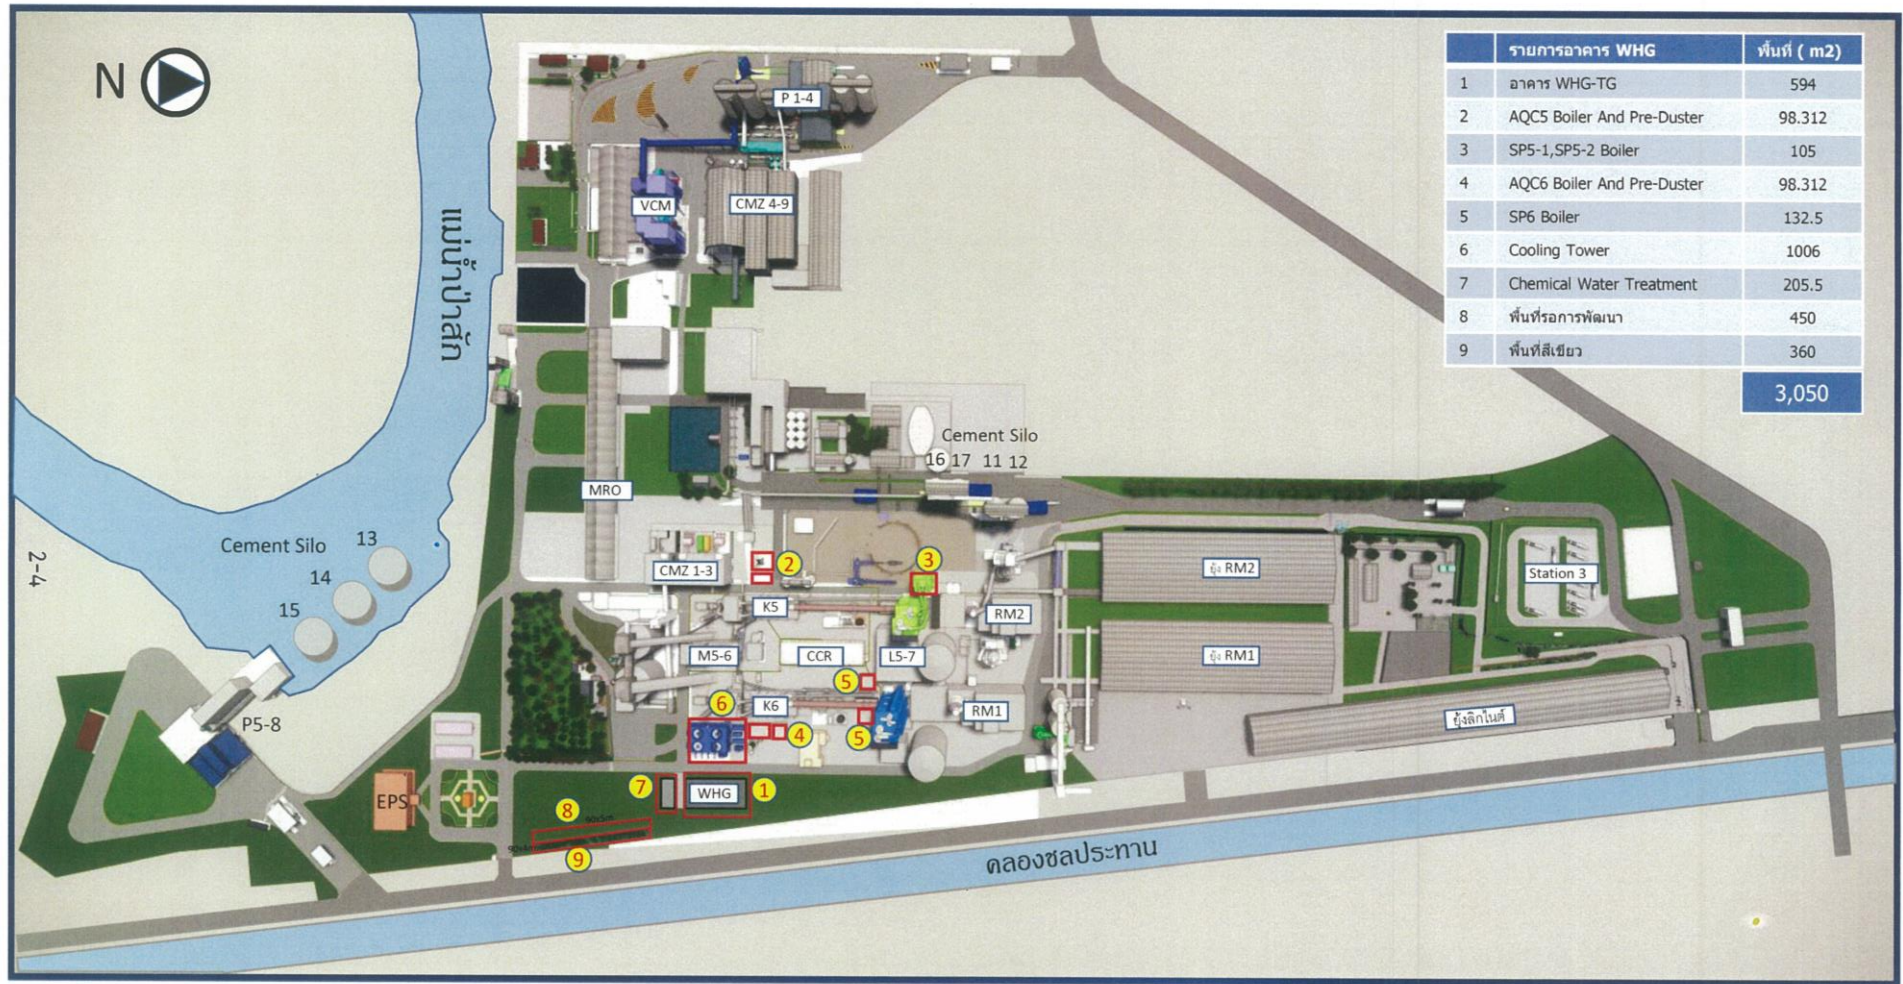 N
รายการอาคาร WHG พื้นที่ ( m2)
1 อาคาร WHG-TG 594
2 AQC5 Boiler And Pre-Duster 98.312
3 SP5-1,SP5-2 Boiler 105
4 AQC6 Boiler And Pre-Duster 98.312
5 SP6 Boiler 132.5
6 Cooling Tower 1006
7 Chemical Water Treatment 205.5
8 พื้นที่รอการพัฒนา 450
9 พื้นที่สีเขียว 360
3,050
P 1-4
VCM
CMZ 4-9
แม่น้ำป่าสัก
Cement Silo
16 17 11 12
MRO
Cement Silo
13
14
15
2-4
CMZ 1-3
2
3
ยุ้ง RM2
Station 3
K5
RM2
M5-6
CCR
L5-7
ยุ้ง RM1
5
6
K6
RM1
ยุ้งลิกไนต์
4
5
P5-8
EPS
7
WHG
1
8
90x5m
90x4m
9
คลองชลประทาน